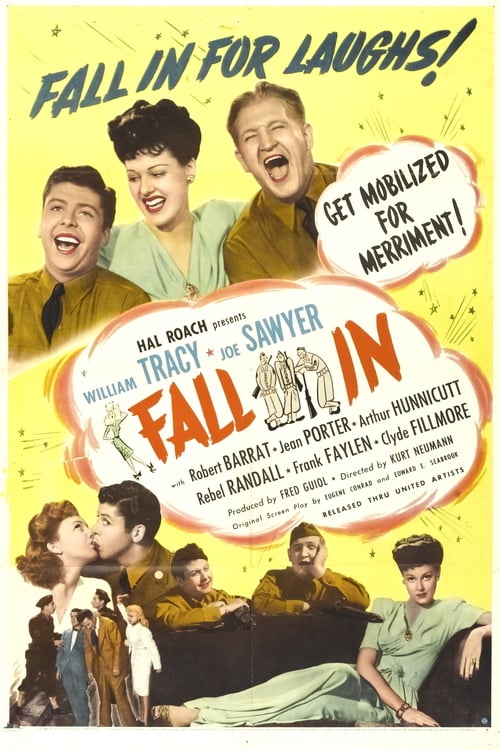 FALL IN FOR LAUGHS!
GET MOBILIZED
FOR
MERRIMENT!
HAL ROACH presents
WILLIAM TRACY ★ JOE SAWYER
FALL IN
with Robert BARRAT • Jean PORTER • Arthur HUNNICUTT
Rebel RANDALL • Frank FAYLEN • Clyde FILLMORE
Produced by FRED GUIOL • Directed by KURT NEUMANN
Original Screen Play by EUGENE CONRAD and EDWARD E. SEABROOK
RELEASED THRU UNITED ARTISTS